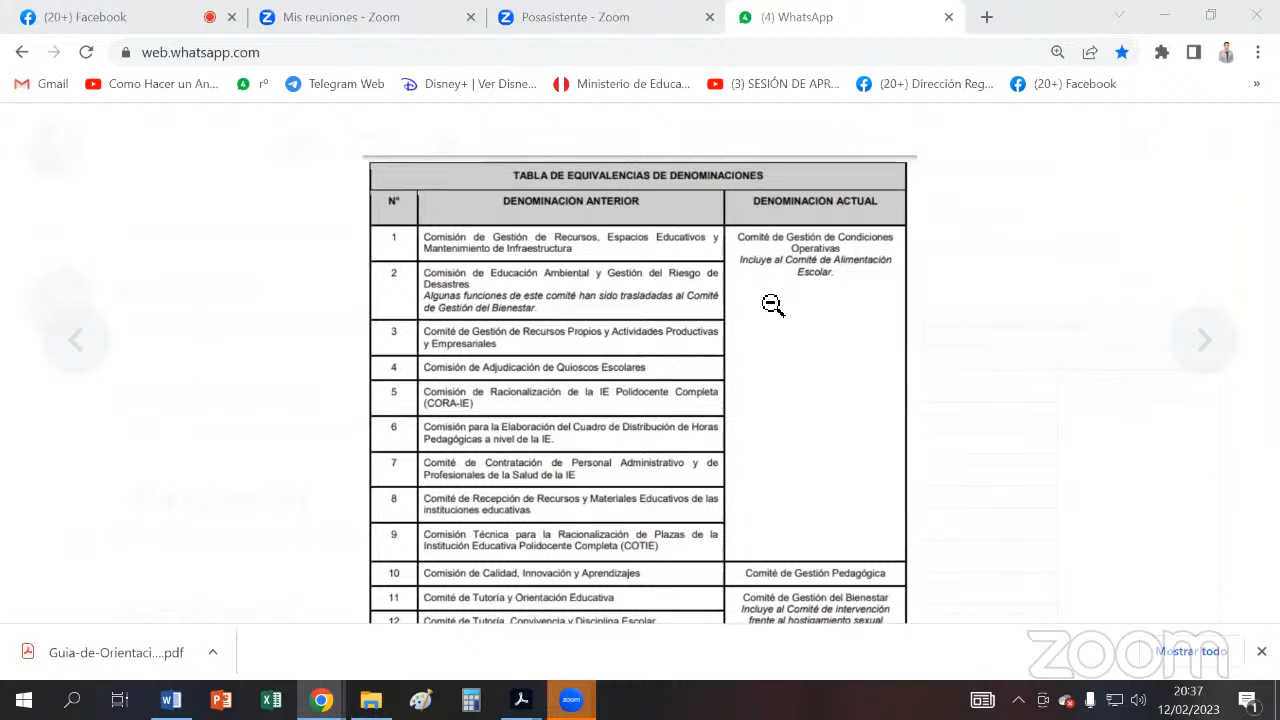 (20+) Facebook
Mis reuniones - Zoom
Posasistente - Zoom
(4) WhatsApp
web.whatsapp.com
Gmail
Como Hacer un An...
rº
Telegram Web
Disney+ | Ver Disne...
Ministerio de Educa...
(3) SESIÓN DE APR...
(20+) Dirección Reg...
(20+) Facebook
»
TABLA DE EQUIVALENCIAS DE DENOMINACIONES
N° DENOMINACIÓN ANTERIOR DENOMINACIÓN ACTUAL
1 Comisión de Gestión de Recursos, Espacios Educativos y
Mantenimiento de Infraestructura
Comité de Gestión de Condiciones
Operativas
Incluye al Comité de Alimentación
Escolar.
2 Comisión de Educación Ambiental y Gestión del Riesgo de
Desastres
Algunas funciones de este comité han sido trasladadas al Comité
de Gestión del Bienestar.
3 Comité de Gestión de Recursos Propios y Actividades Productivas
y Empresariales
4 Comisión de Adjudicación de Quioscos Escolares
5 Comisión de Racionalización de la IE Polidocente Completa
(CORA-IE)
6 Comisión para la Elaboración del Cuadro de Distribución de Horas
Pedagógicas a nivel de la IE.
7 Comité de Contratación de Personal Administrativo y de
Profesionales de la Salud de la IE
8 Comité de Recepción de Recursos y Materiales Educativos de las
instituciones educativas
9 Comisión Técnica para la Racionalización de Plazas de la
Institución Educativa Polidocente Completa (COTIE)
10 Comisión de Calidad, Innovación y Aprendizajes Comité de Gestión Pedagógica
11 Comité de Tutoría y Orientación Educativa Comité de Gestión del Bienestar
Incluye al Comité de intervención
12 Comité de Tutoría, Convivencia y Disciplina Escolar frente al hostigamiento sexual
Guia-de-Orientaci....pdf
Mostrar todo
zoom
zoom
20:37
12/02/2023
1